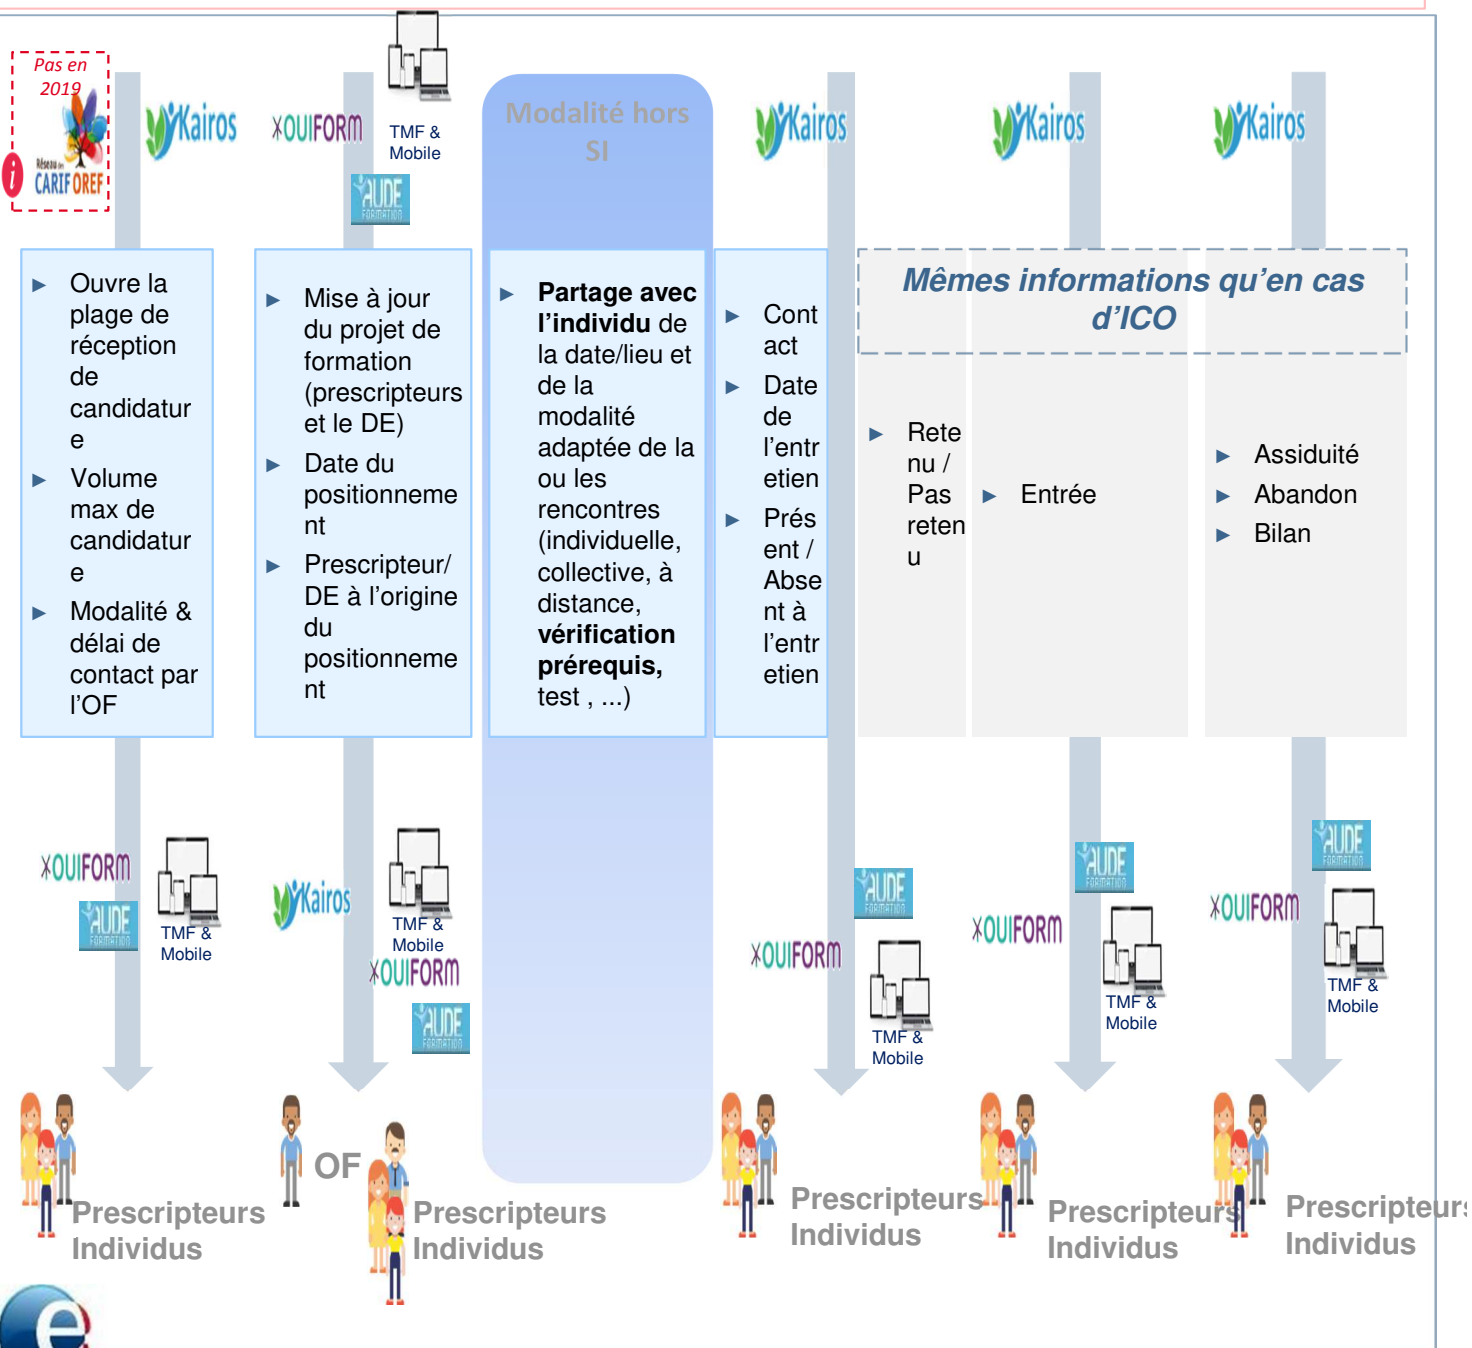 Pas en
2019
Réseau des
CARIF OREF
i
Kairos
OUIFORM
TMF &
Mobile
AUDE
FORMATION
Modalité hors
SI
Kairos
Kairos
Kairos
► Ouvre la
plage de
réception
de
candidatur
e
► Volume
max de
candidatur
e
► Modalité &
délai de
contact par
l’OF
► Mise à jour
du projet de
formation
(prescripteurs
et le DE)
► Date du
positionneme
nt
► Prescripteur/
DE à l’origine
du
positionneme
nt
► Partage avec
l’individu de
la date/lieu et
de la
modalité
adaptée de la
ou les
rencontres
(individuelle,
collective, à
distance,
vérification
prérequis,
test , ...)
► Cont
act
► Date
de
l’entr
etien
► Prés
ent /
Abse
nt à
l’entr
etien
Mêmes informations qu’en cas
d’ICO
► Rete
nu /
Pas
reten
u
► Entrée
► Assiduité
► Abandon
► Bilan
OUIFORM
AUDE
FORMATION
TMF &
Mobile
Kairos
TMF &
Mobile
OUIFORM
AUDE
FORMATION
AUDE
FORMATION
OUIFORM
TMF &
Mobile
AUDE
FORMATION
OUIFORM
TMF &
Mobile
AUDE
FORMATION
OUIFORM
TMF &
Mobile
Prescripteurs
Individus
OF
Prescripteurs
Individus
Prescripteurs
Individus
Prescripteurs
Individus
Prescripteurs
Individus
e